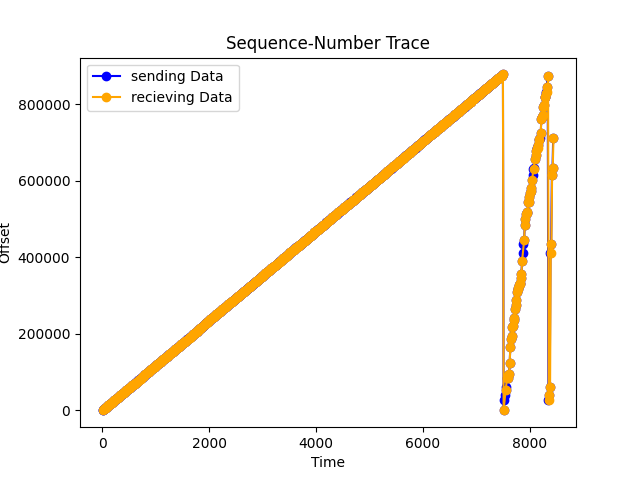 Sequence-Number Trace
sending Data
recieving Data
800000
600000
400000
200000
0
Offset
0 2000 4000 6000 8000
Time